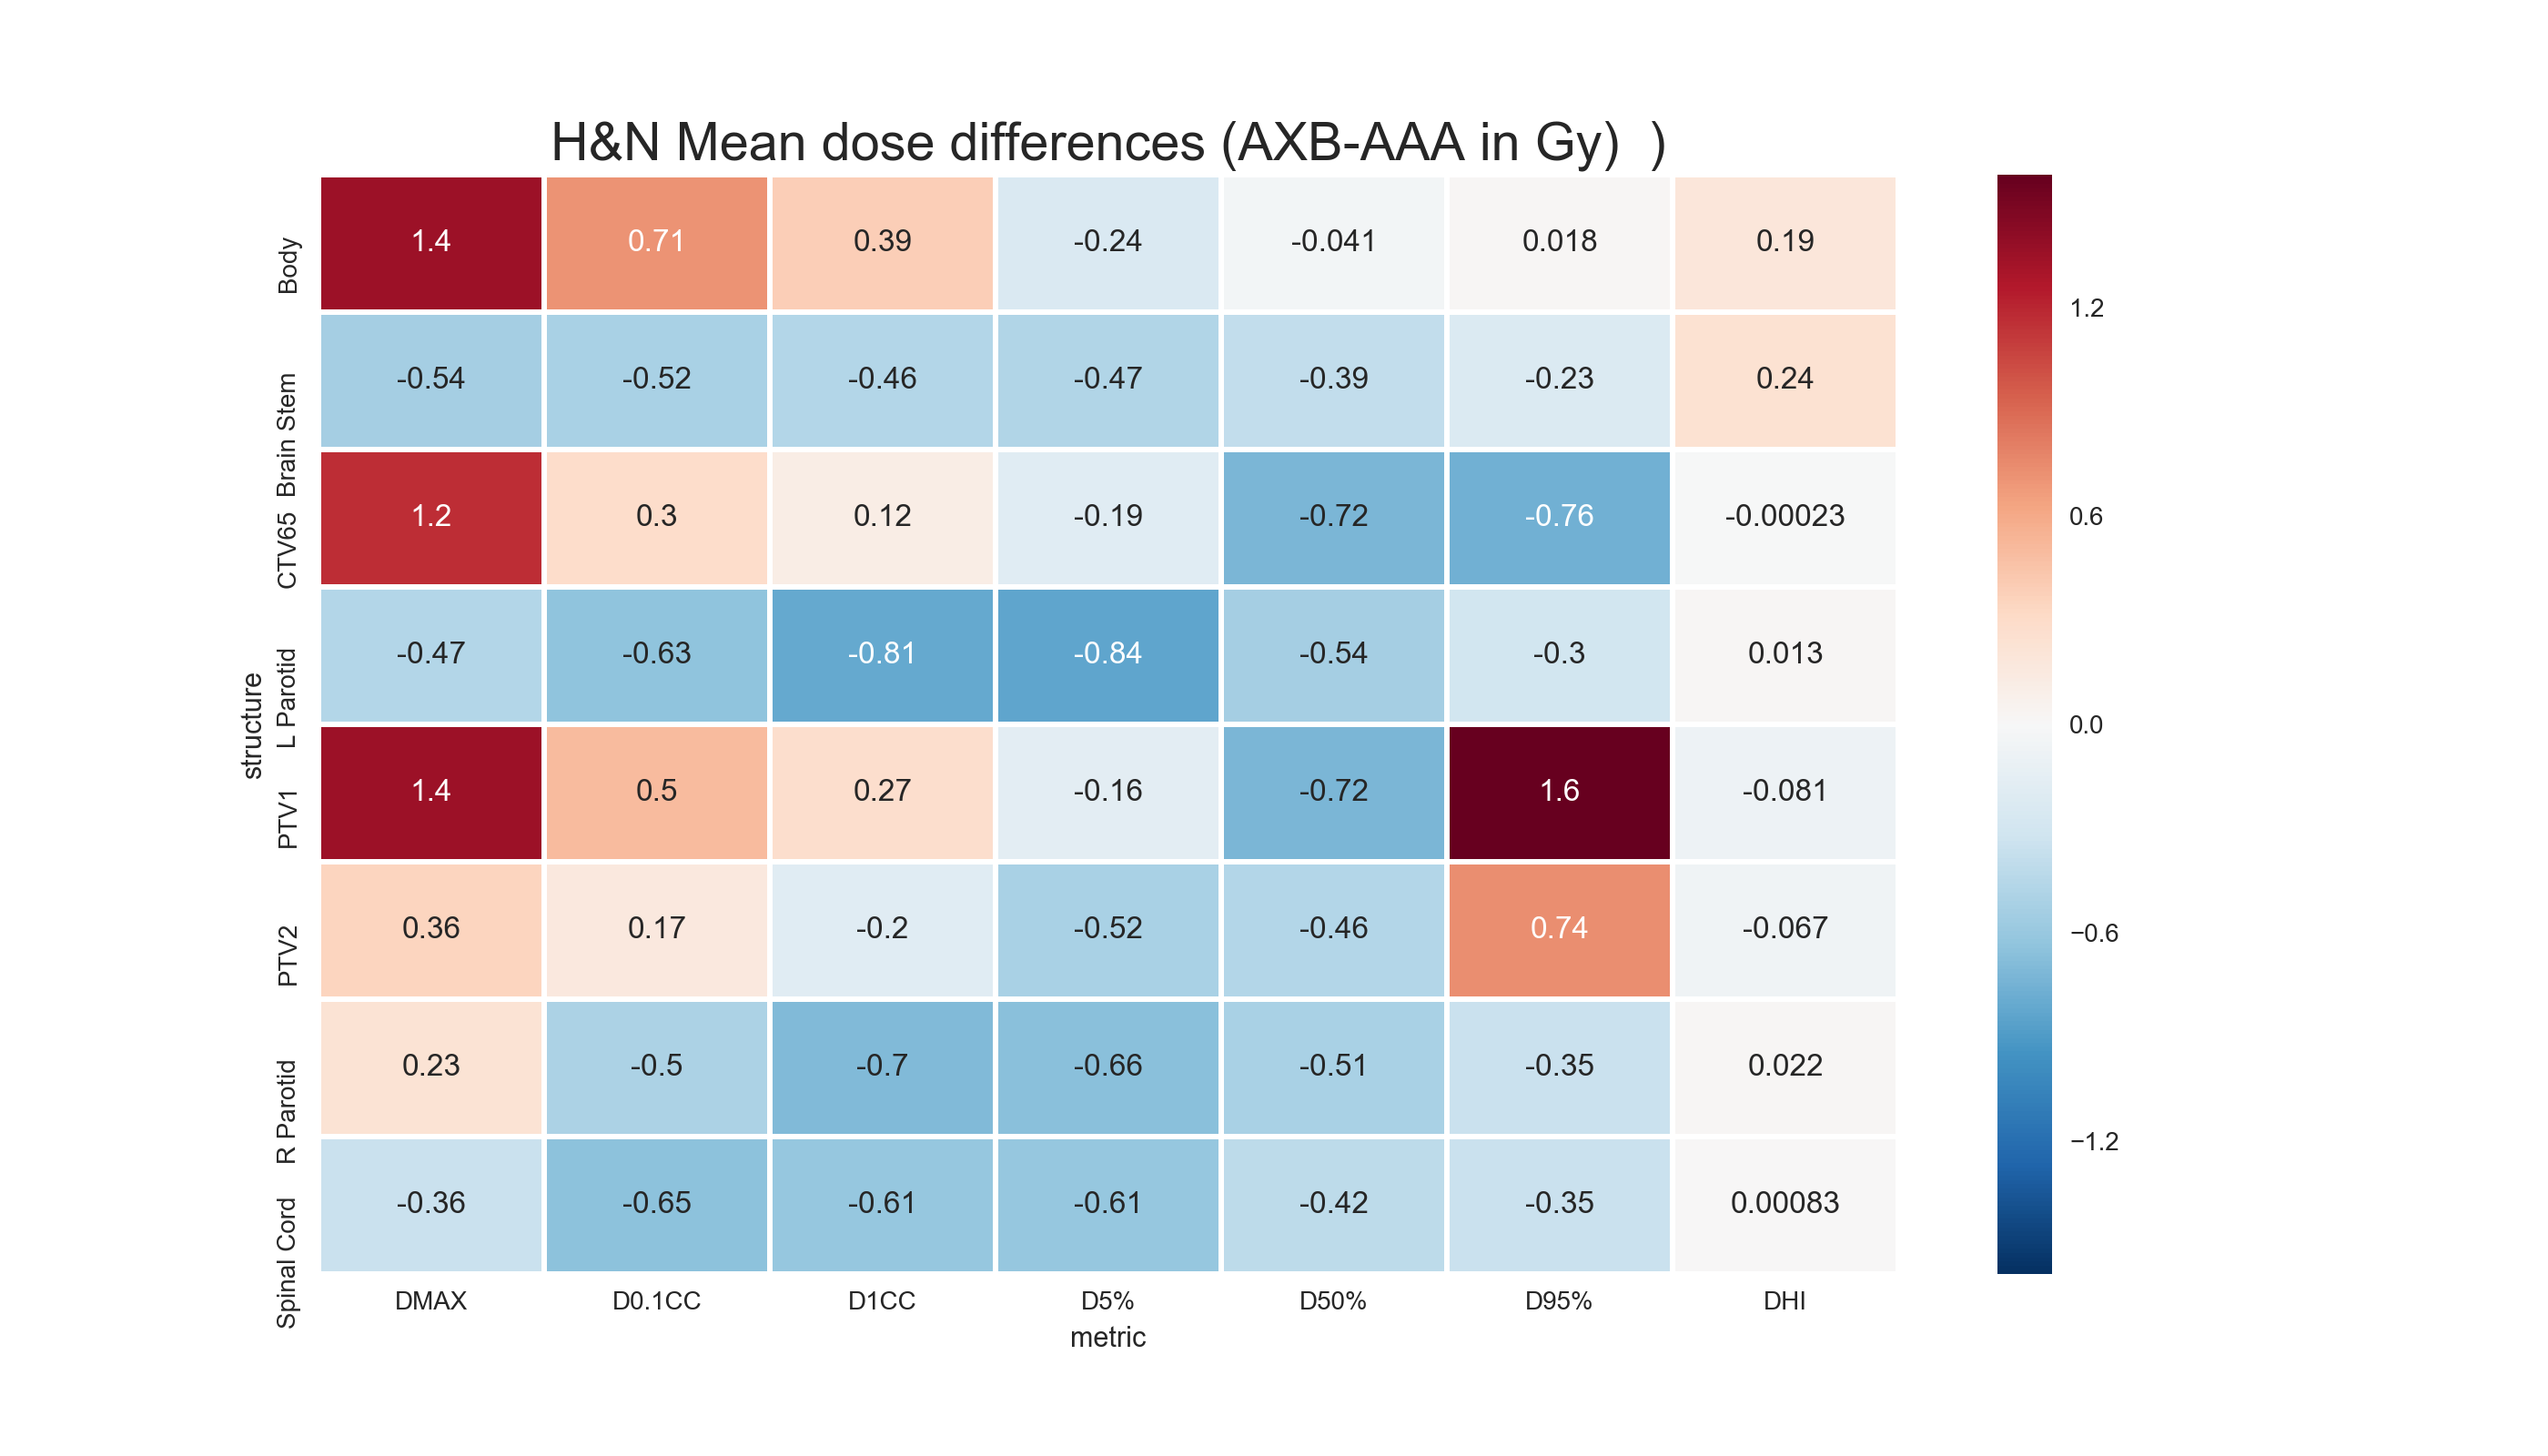 H&N Mean dose differences (AXB-AAA in Gy)  )
structure
Body 1.4 0.71 0.39 -0.24 -0.041 0.018 0.19
Brain Stem -0.54 -0.52 -0.46 -0.47 -0.39 -0.23 0.24
CTV65 1.2 0.3 0.12 -0.19 -0.72 -0.76 -0.00023
L Parotid -0.47 -0.63 -0.81 -0.84 -0.54 -0.3 0.013
PTV1 1.4 0.5 0.27 -0.16 -0.72 1.6 -0.081
PTV2 0.36 0.17 -0.2 -0.52 -0.46 0.74 -0.067
R Parotid 0.23 -0.5 -0.7 -0.66 -0.51 -0.35 0.022
Spinal Cord -0.36 -0.65 -0.61 -0.61 -0.42 -0.35 0.00083
DMAX D0.1CC D1CC D5% D50% D95% DHI
metric
1.2
0.6
0.0
−0.6
−1.2